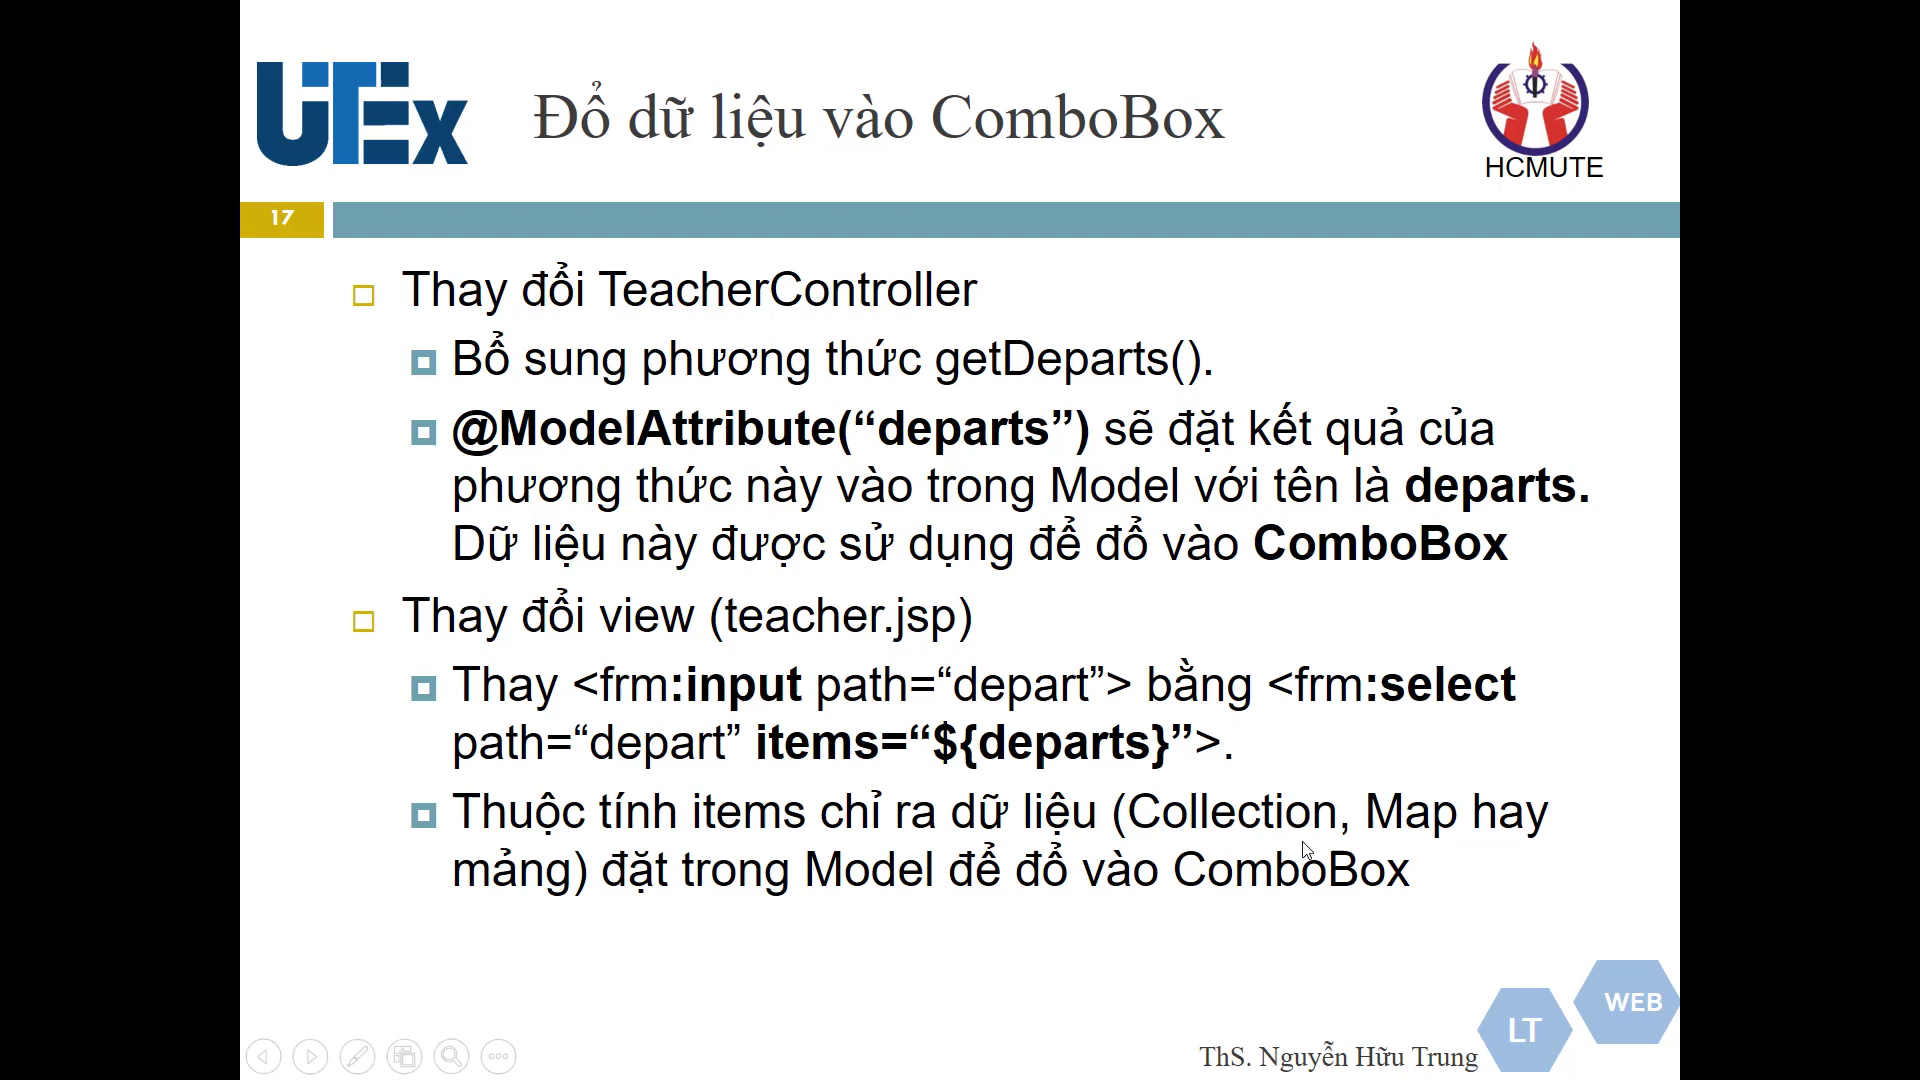 UTEx
Đổ dữ liệu vào ComboBox
HCMUTE
17
Thay đổi TeacherController
Bổ sung phương thức getDeparts().
@ModelAttribute(“departs”) sẽ đặt kết quả của
phương thức này vào trong Model với tên là departs.
Dữ liệu này được sử dụng để đổ vào ComboBox
Thay đổi view (teacher.jsp)
Thay <frm:input path=“depart”> bằng <frm:select
path=“depart” items=“${departs}”>.
Thuộc tính items chỉ ra dữ liệu (Collection, Map hay
mảng) đặt trong Model để đổ vào ComboBox
WEB
LT
ThS. Nguyễn Hữu Trung